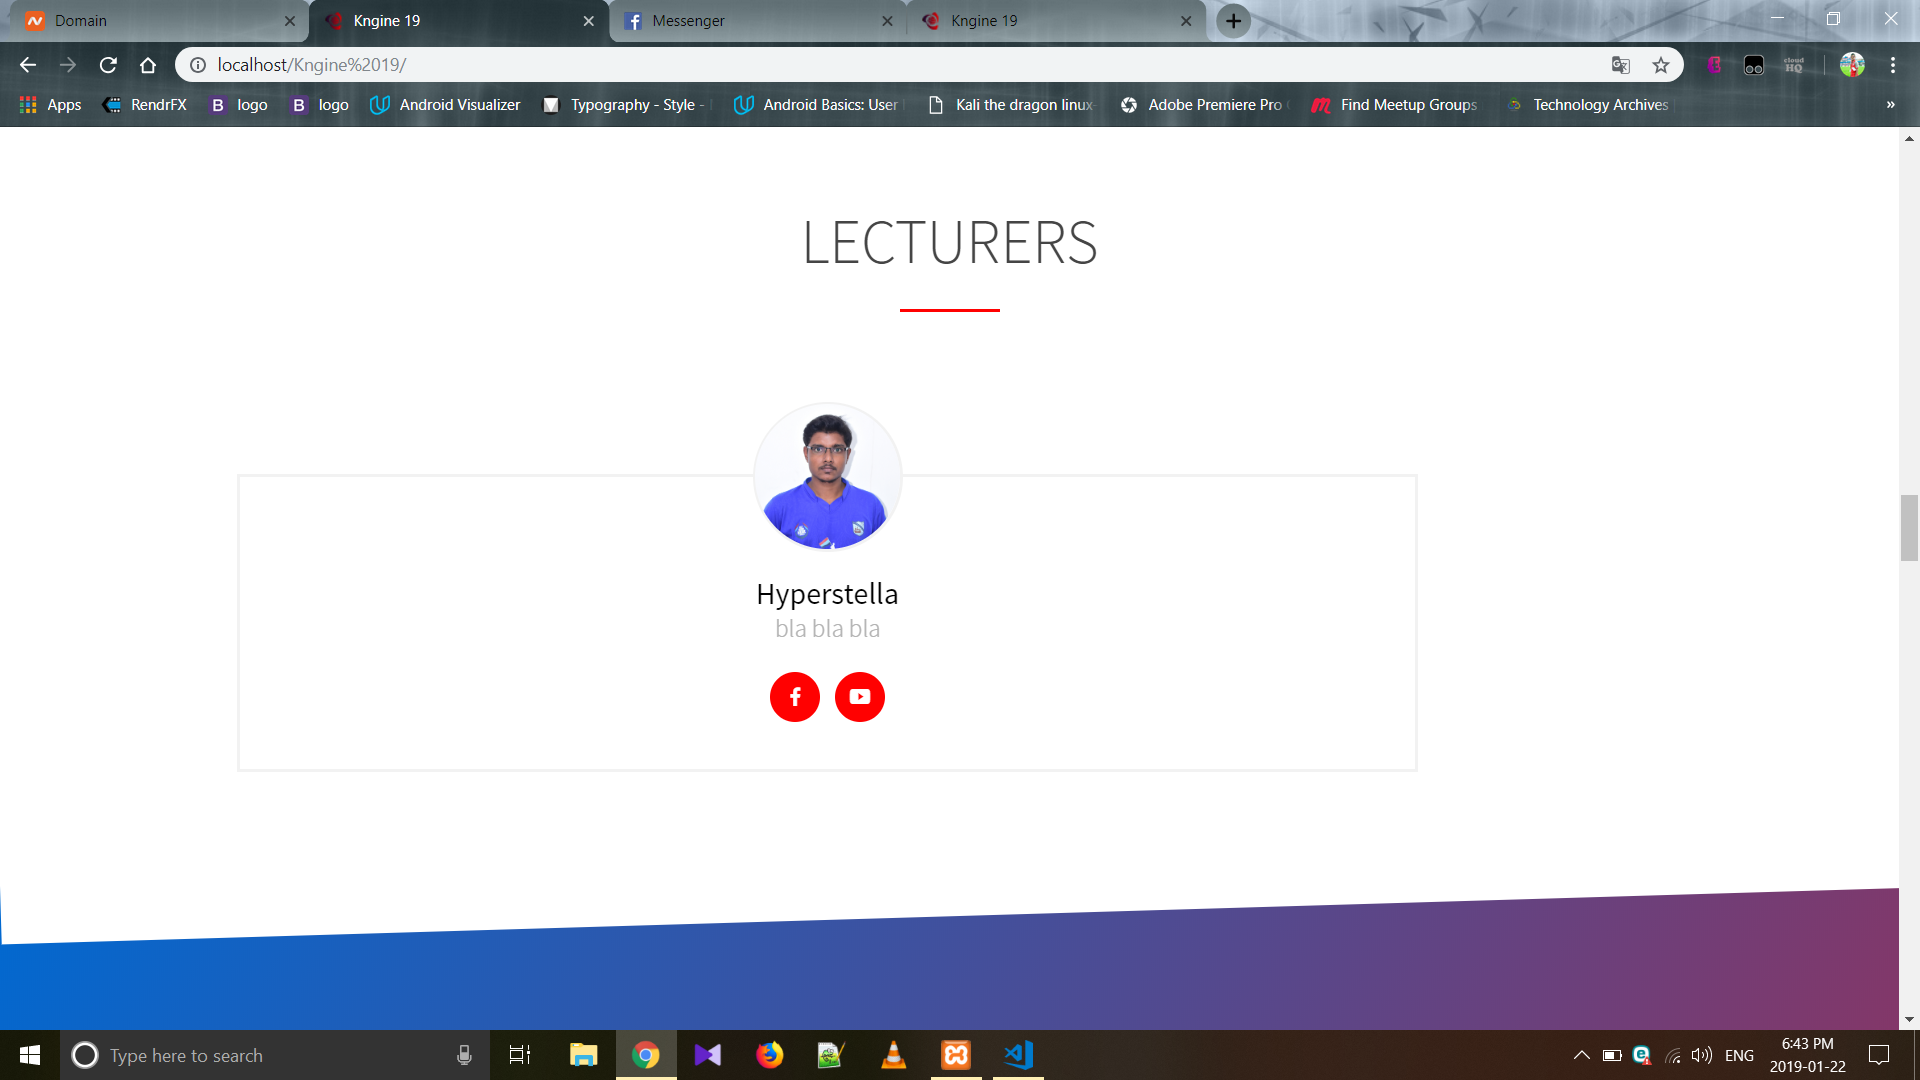 Domain
Kngine 19
Messenger
Kngine 19
localhost/Kngine%2019/
Apps
RendrFX
logo
logo
Android Visualizer
Typography - Style -
Android Basics: User
Kali the dragon linux
Adobe Premiere Pro
Find Meetup Groups
Technology Archives
cloud HQ
LECTURERS
Hyperstella
bla bla bla
Type here to search
ENG
6:43 PM
2019-01-22